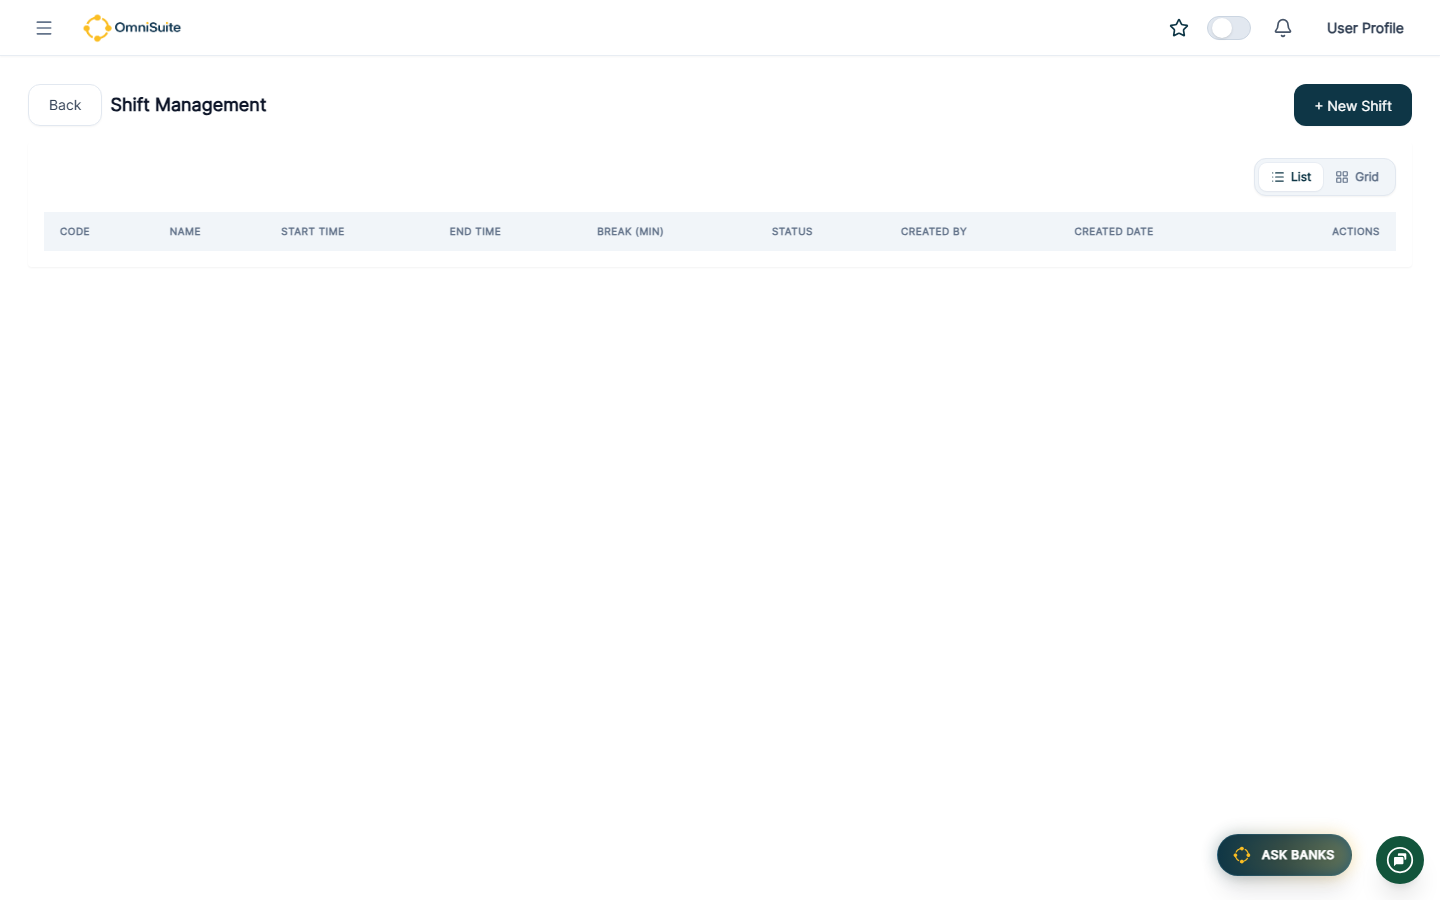 OmniSuite
User Profile
Back
Shift Management
+ New Shift
List
Grid
CODE NAME START TIME END TIME BREAK (MIN) STATUS CREATED BY CREATED DATE ACTIONS
ASK BANKS